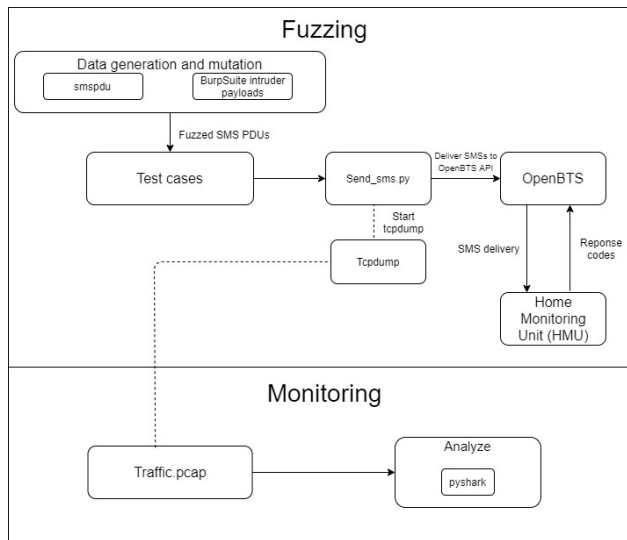 Fuzzing
Data generation and mutation
smspdu
BurpSuite intruder
payloads
Fuzzed SMS PDUs
Test cases
Send_sms.py
Deliver SMSs to
OpenBTS API
OpenBTS
Start
tcpdump
Tcpdump
SMS delivery
Reponse
codes
Home
Monitoring
Unit (HMU)
Monitoring
Traffic.pcap
Analyze
pyshark